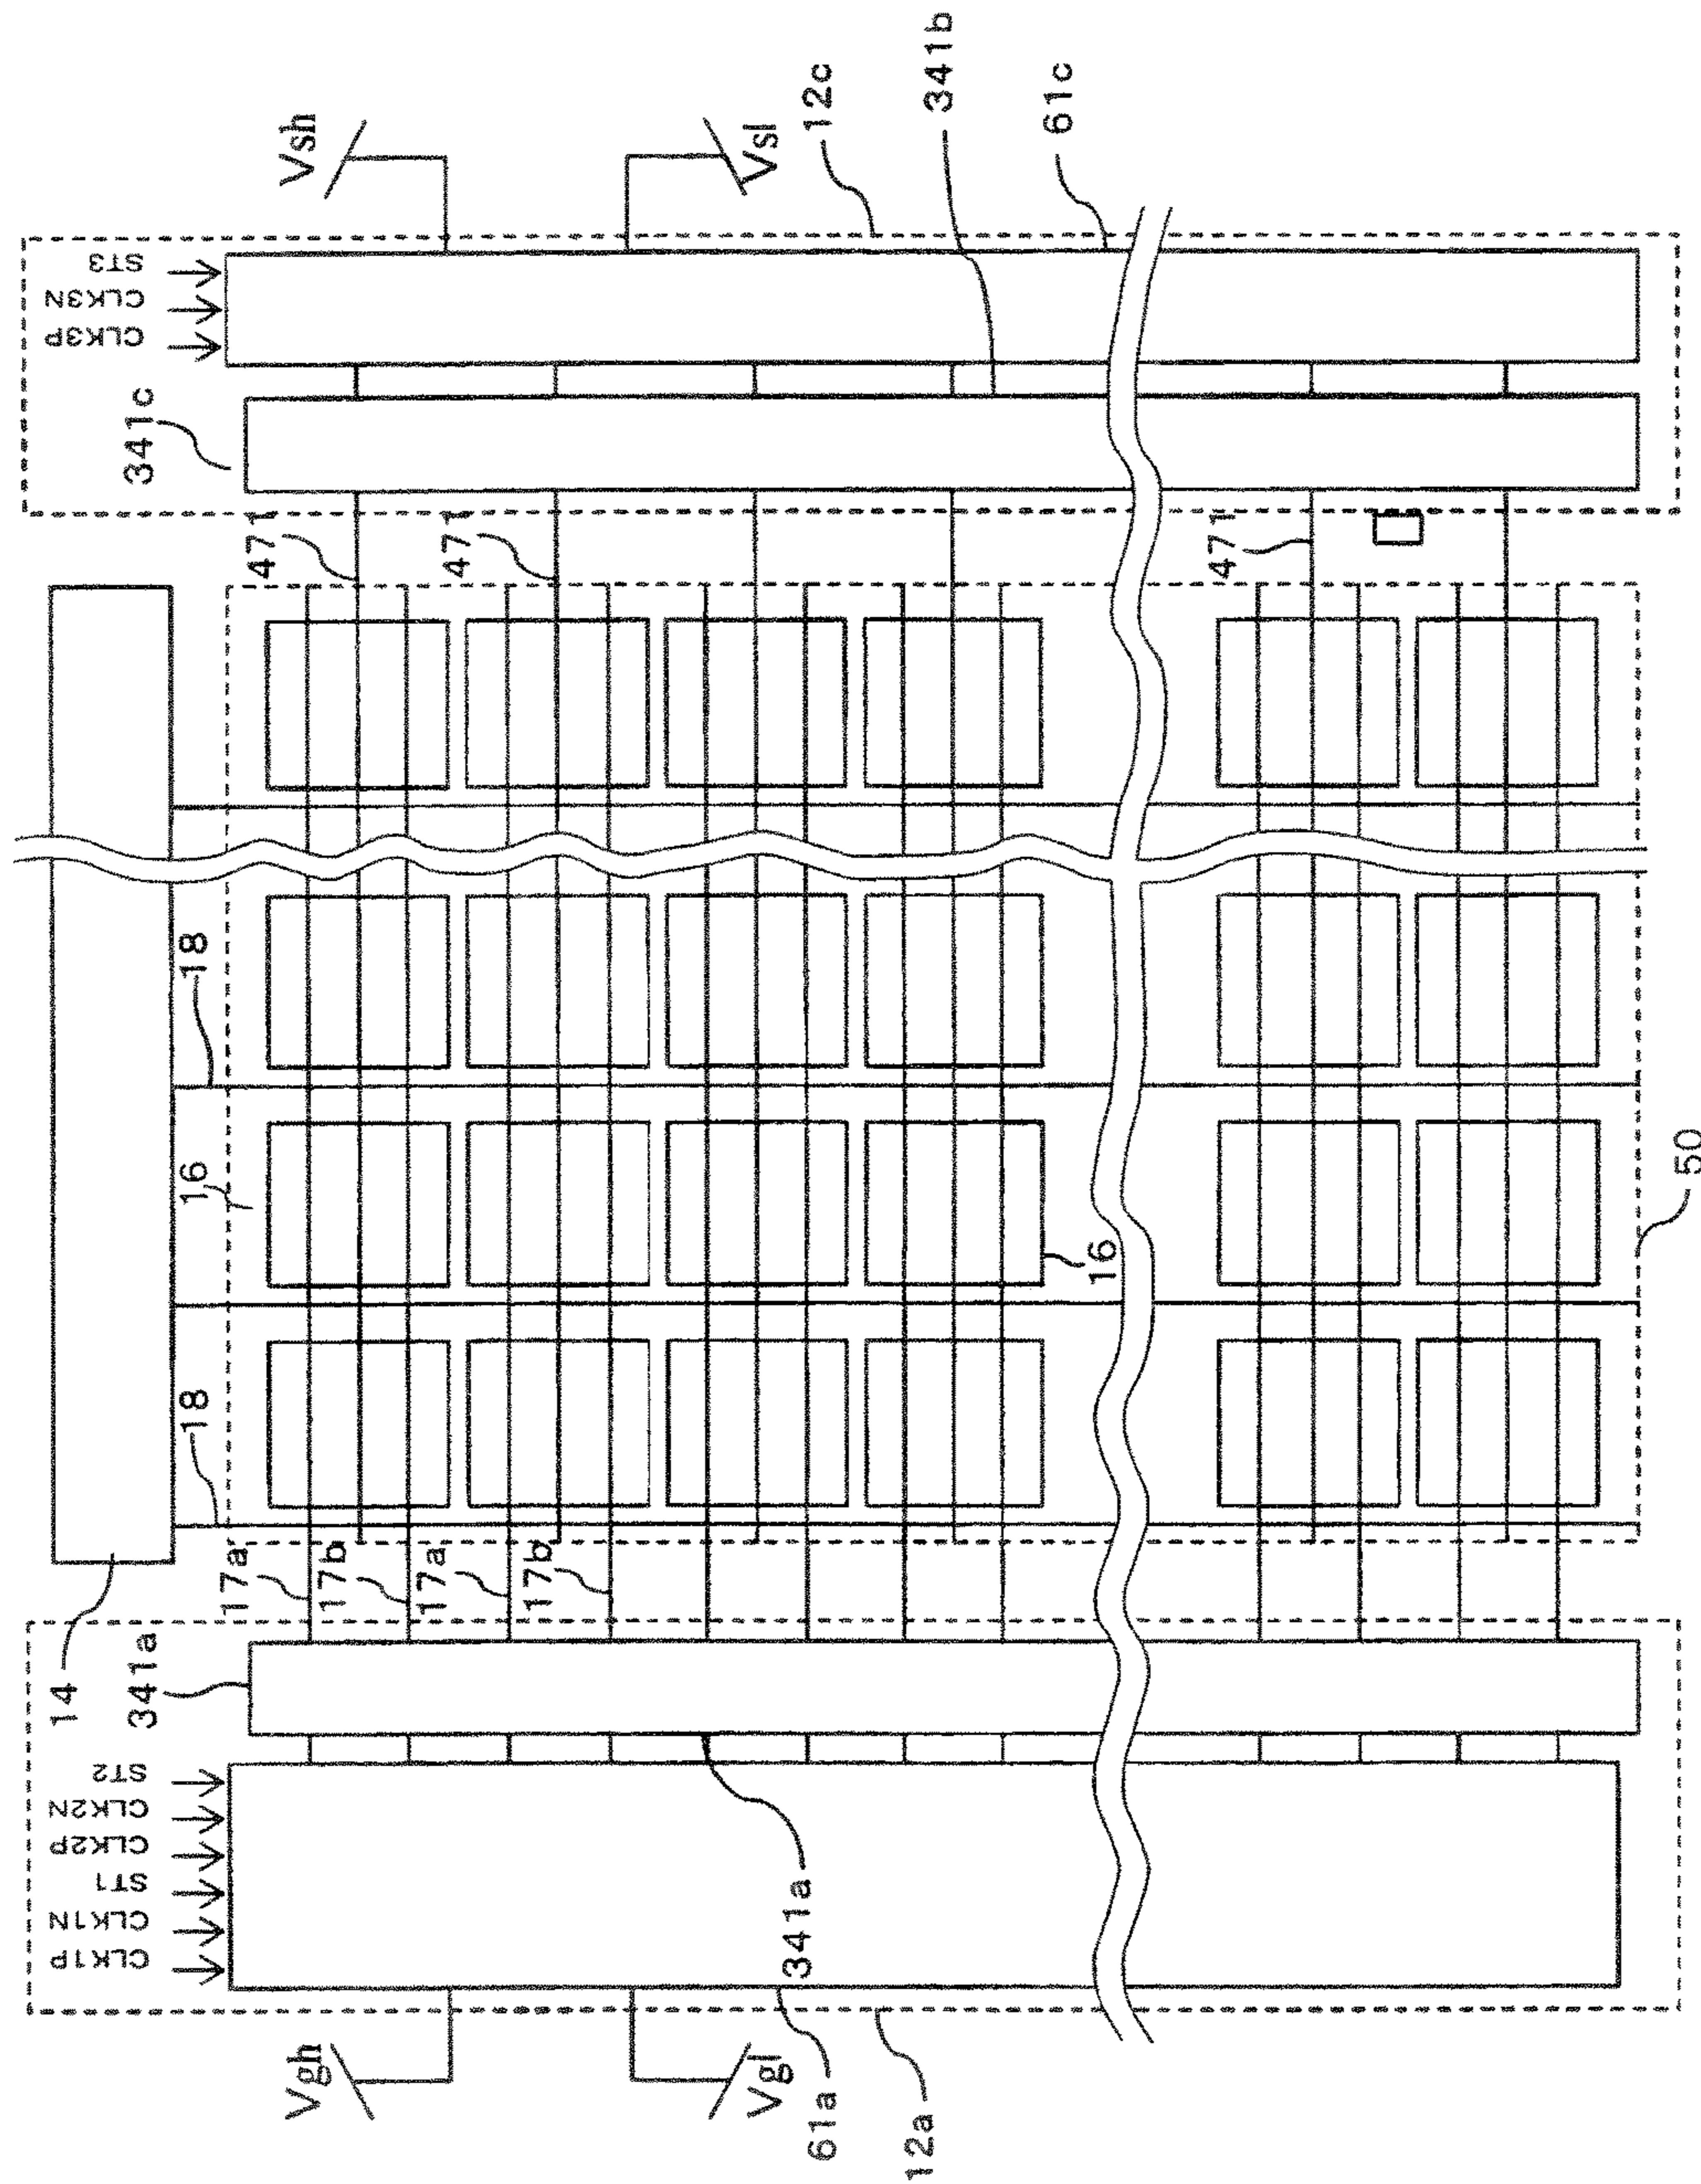 Vsh
Vsl
12c
341b
61c
ST3
CLK3N
CLK3P
341c
471
471
471
18
16
16
18
50
17a
17b
17a
17b
14
341a
ST2
CLK2N
CLK2P
ST1
CLK1N
CLK1P
341a
Vgh
Vgl
61a
12a